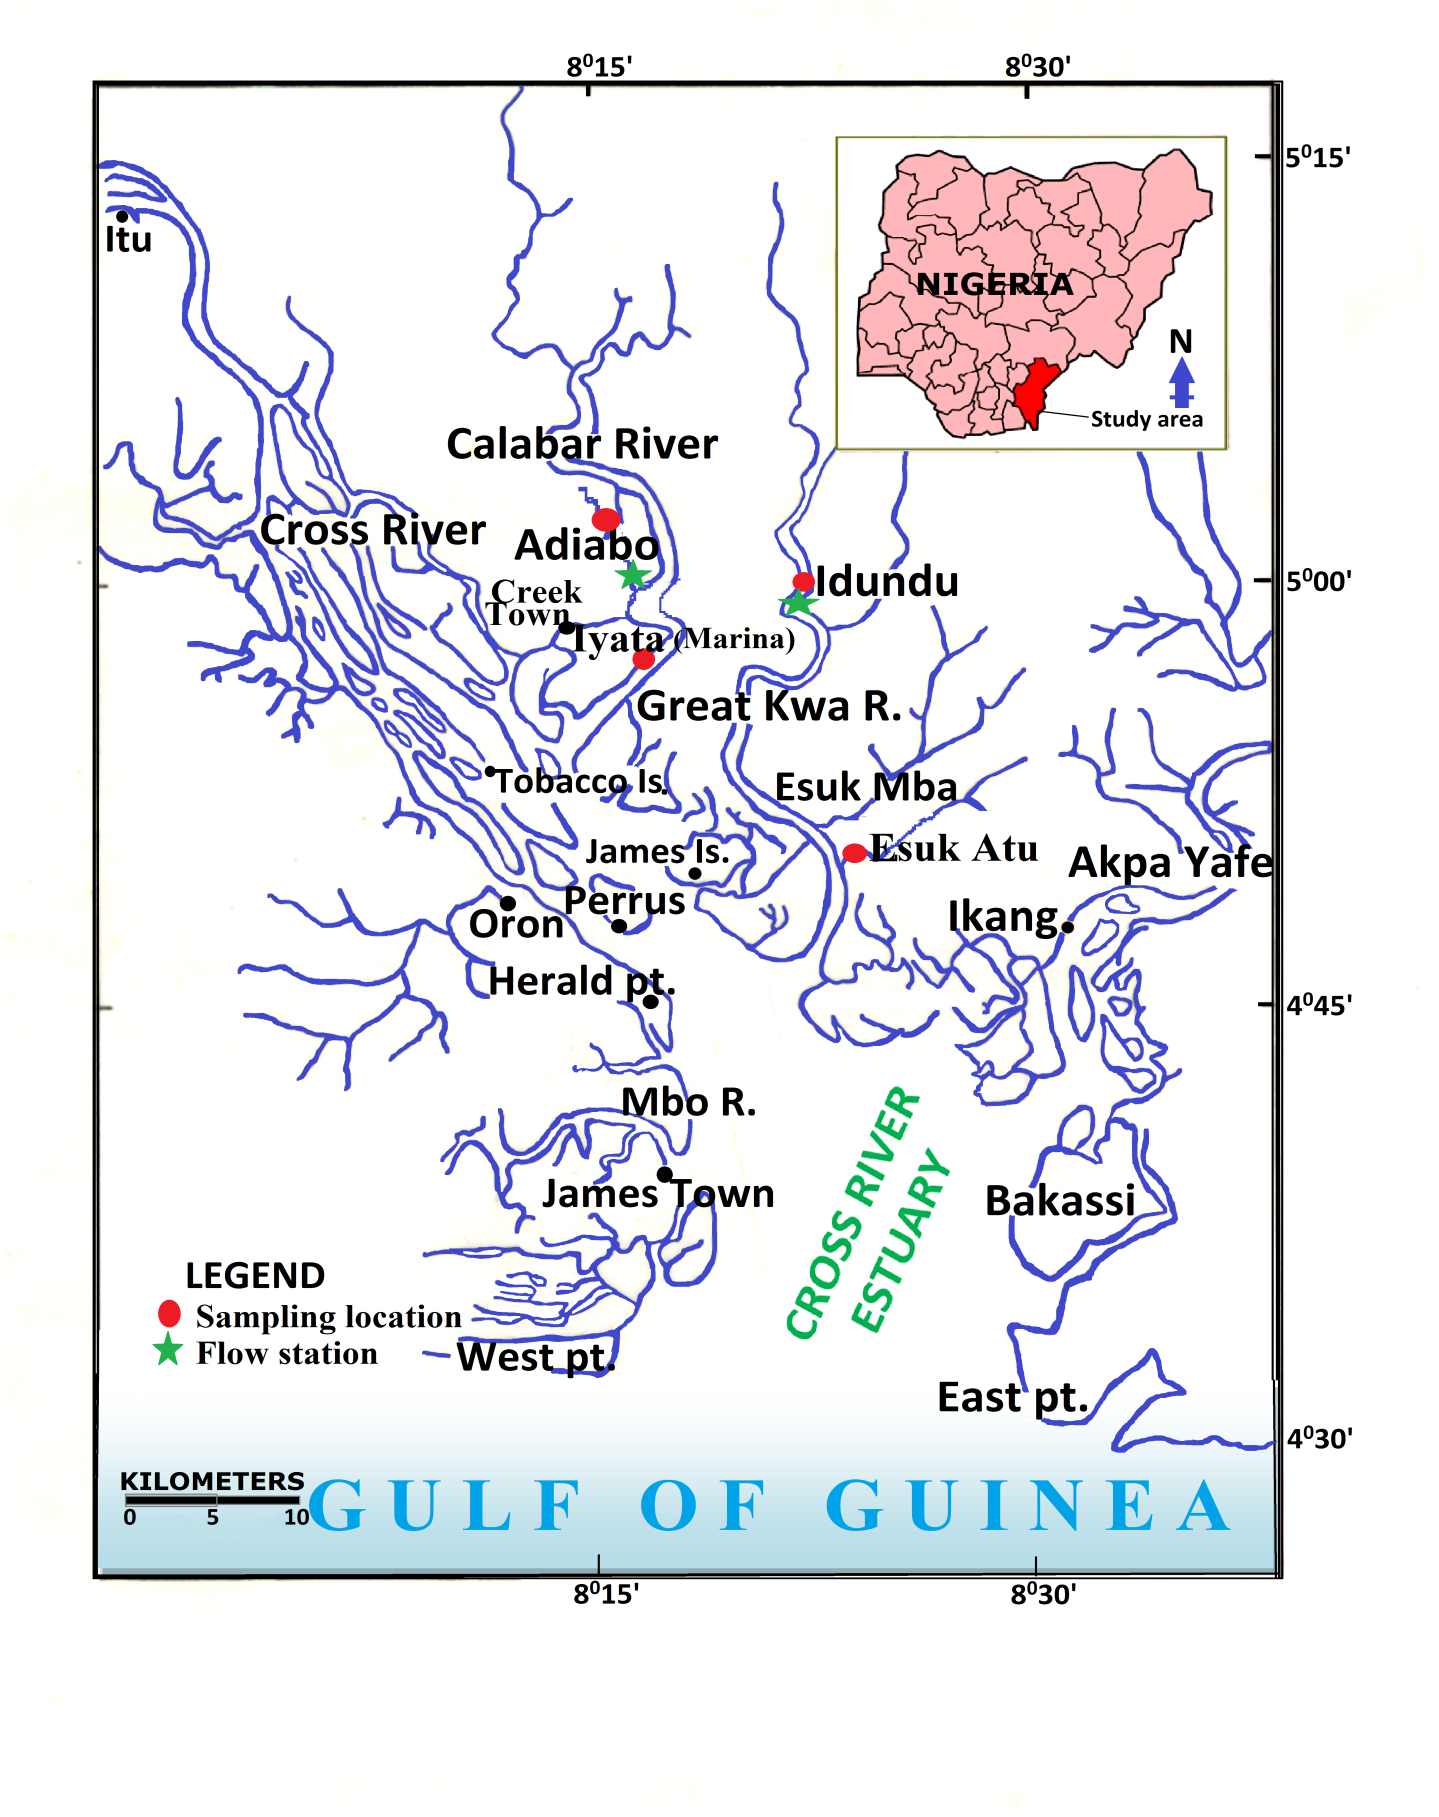 8⁰15' 8⁰30'
5⁰15'
Itu
NIGERIA
N
Study area
Calabar River
Cross River
Adiabo
Idundu
5⁰00'
Creek
Town
Iyata (Marina)
Great Kwa R.
Tobacco Is.
Esuk Mba
James Is.
Esuk Atu
Akpa Yafe
Perrus
Oron
Ikang
Herald pt.
4⁰45'
Mbo R.
James Town
CROSS RIVER
ESTUARY
Bakassi
LEGEND
Sampling location
Flow station
West pt.
East pt.
4⁰30'
KILOMETERS
0 5 10
GULF OF GUINEA
8⁰15' 8⁰30'